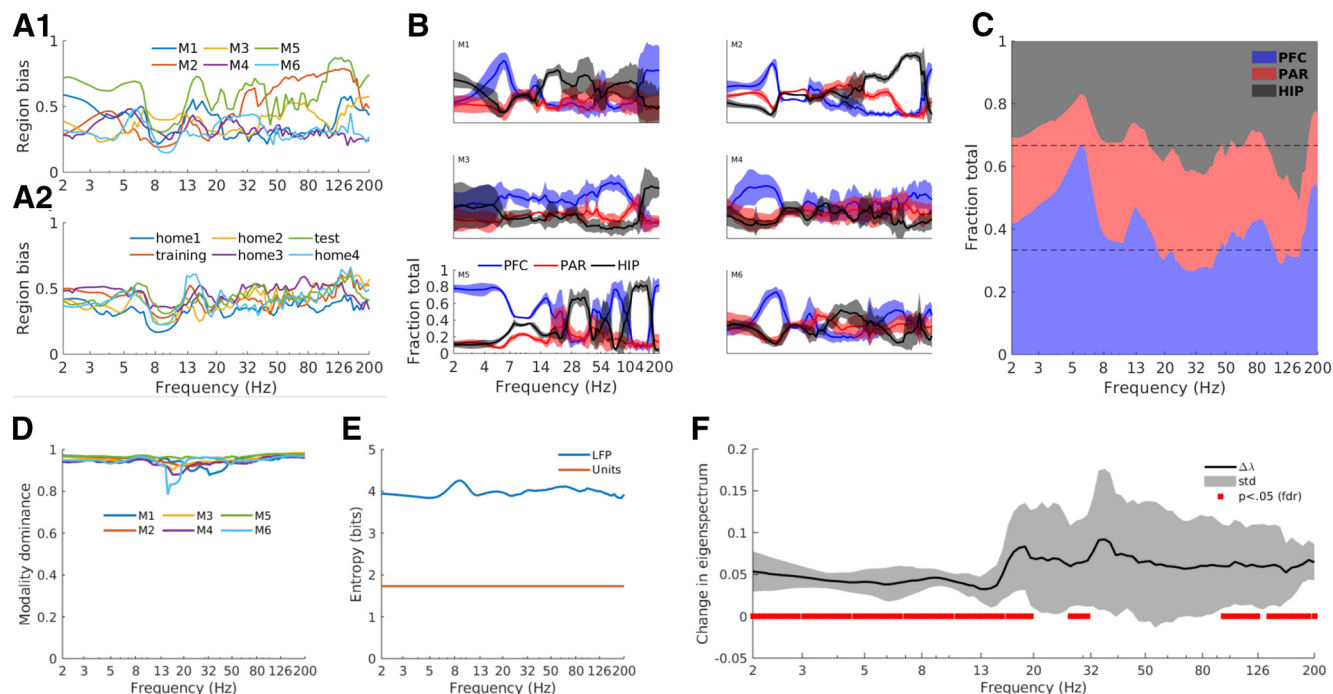 A1
Region bias
1
0.5
0
M1 M3 M5
M2 M4 M6
2 3 5 8 13 20 32 50 80 126 200
A2
Region bias
1
0.5
0
home1 home2 test
training home3 home4
2 3 5 8 13 20 32 50 80 126 200
Frequency (Hz)
B
M1
M2
M3
M4
M5
PFC PAR HIP
Fraction total
1
0.8
0.6
0.4
0.2
0
2 4 7 14 28 54 104 200
Frequency (Hz)
M6
C
Fraction total
1
0.8
0.6
0.4
0.2
0
PFC
PAR
HIP
2 3 5 8 13 20 32 50 80 126 200
Frequency (Hz)
D
Modality dominance
1
0.8
0.6
0.4
0.2
0
M1 M3 M5
M2 M4 M6
2 3 5 8 13 20 32 50 80 126 200
Frequency (Hz)
E
Entropy (bits)
5
4
3
2
1
0
LFP
Units
2 3 5 8 13 20 32 50 80 126 200
Frequency (Hz)
F
Change in eigenspectrum
0.2
0.15
0.1
0.05
0
-0.05
Δλ
std
p<.05 (fdr)
2 3 5 8 13 20 32 50 80 126 200
Frequency (Hz)